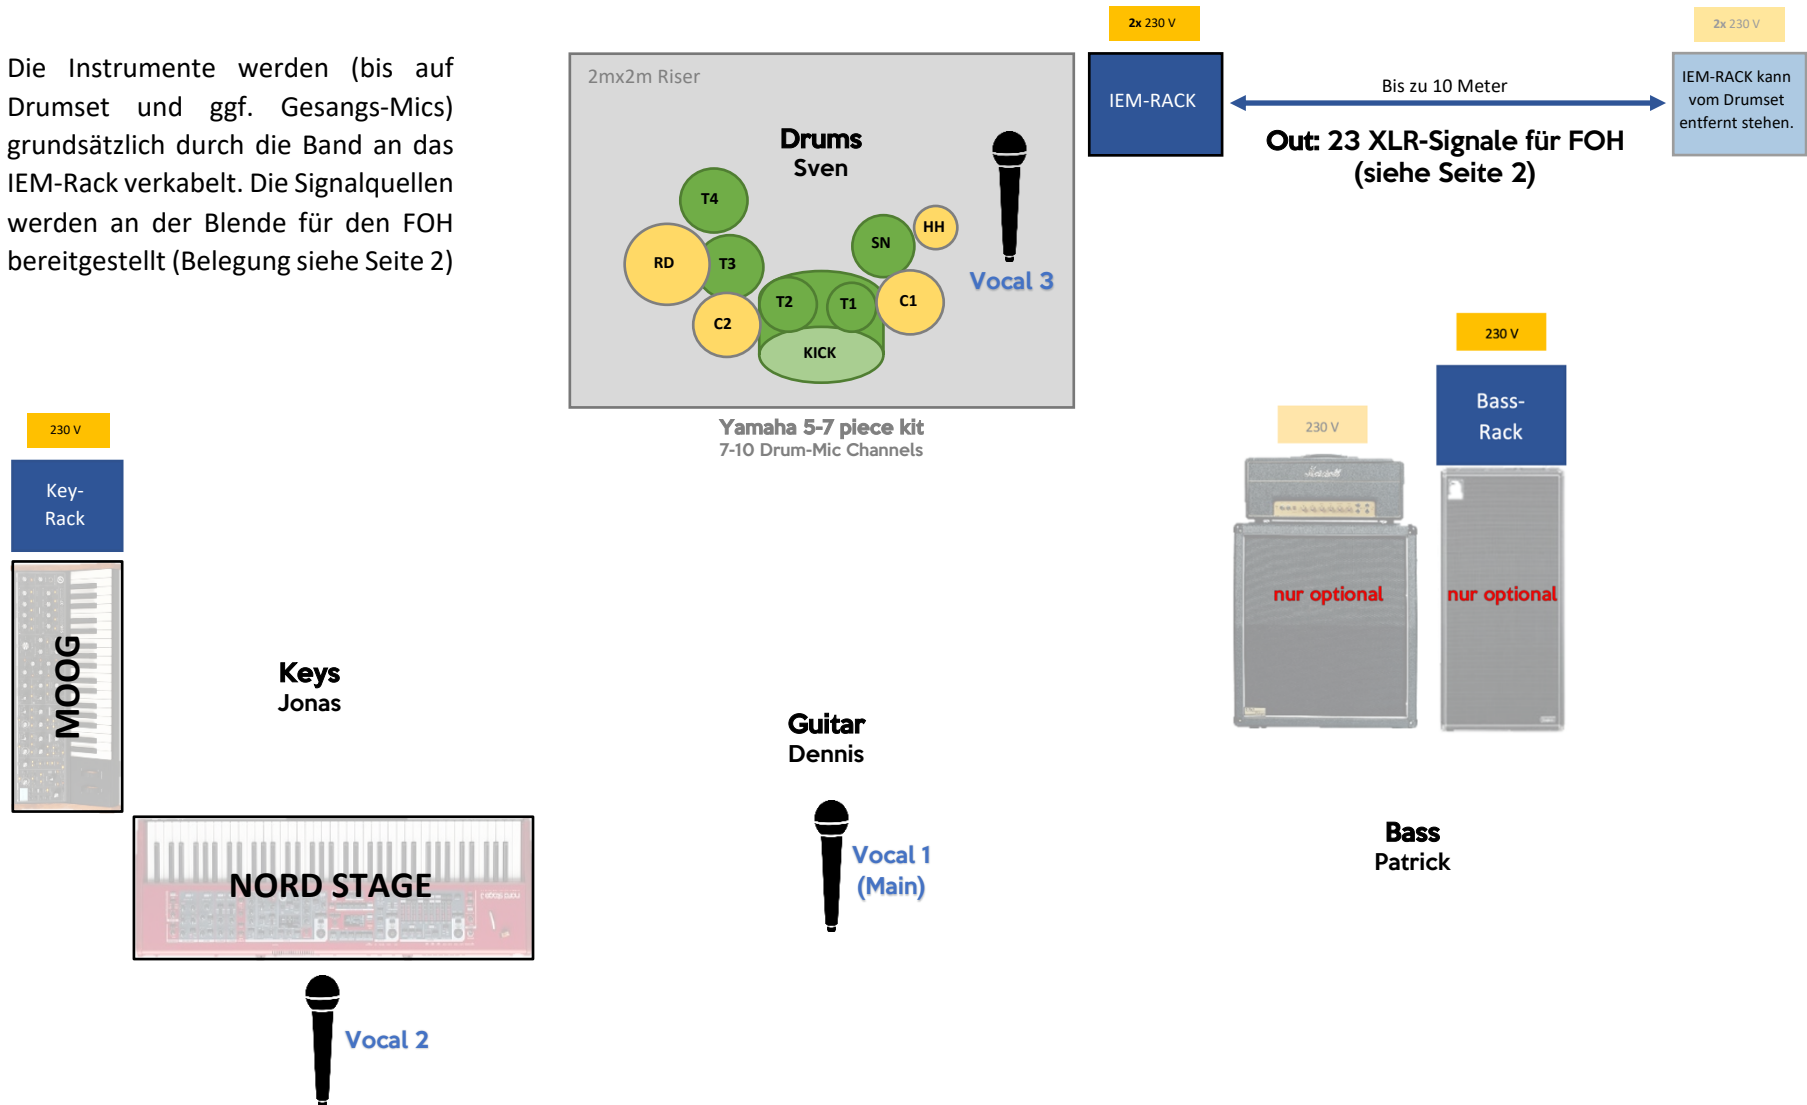 2x 230 V
2x 230 V
Die Instrumente werden (bis auf
Drumset und ggf. Gesangs-Mics)
grundsätzlich durch die Band an das
IEM-Rack verkabelt. Die Signalquellen
werden an der Blende für den FOH
bereitgestellt (Belegung siehe Seite 2)
2mx2m Riser
Drums
Sven
T4
T3
RD
C2
T2
T1
KICK
SN
HH
C1
Vocal 3
Yamaha 5-7 piece kit
7-10 Drum-Mic Channels
IEM-RACK
Bis zu 10 Meter
Out: 23 XLR-Signale für FOH
(siehe Seite 2)
IEM-RACK kann
vom Drumset
entfernt stehen.
230 V
Key-
Rack
MOOG
Keys
Jonas
NORD STAGE
nord stage 3
Vocal 2
Guitar
Dennis
Vocal 1
(Main)
230 V
Marshall
nur optional
230 V
Bass-
Rack
nur optional
Bass
Patrick